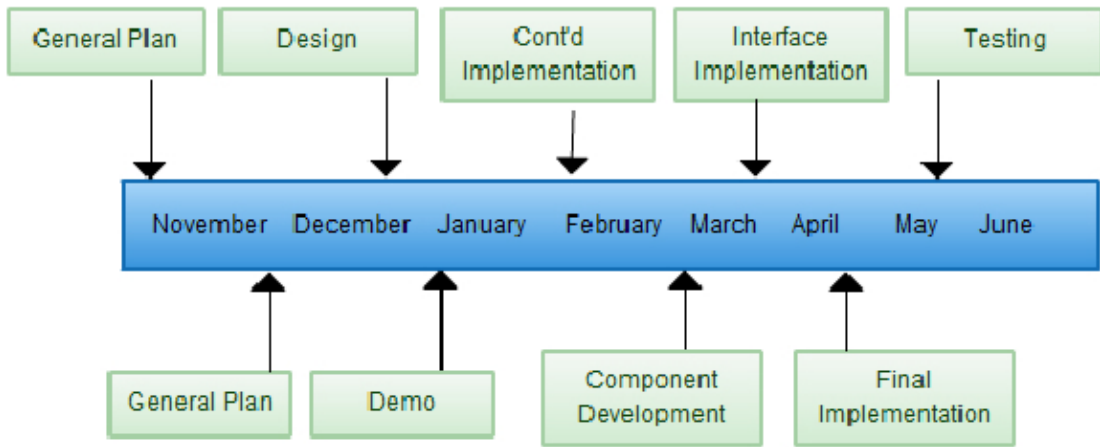 General Plan
Design
Cont'd
Implementation
Interface
Implementation
Testing
November December January February March April May June
General Plan
Demo
Component
Development
Final
Implementation